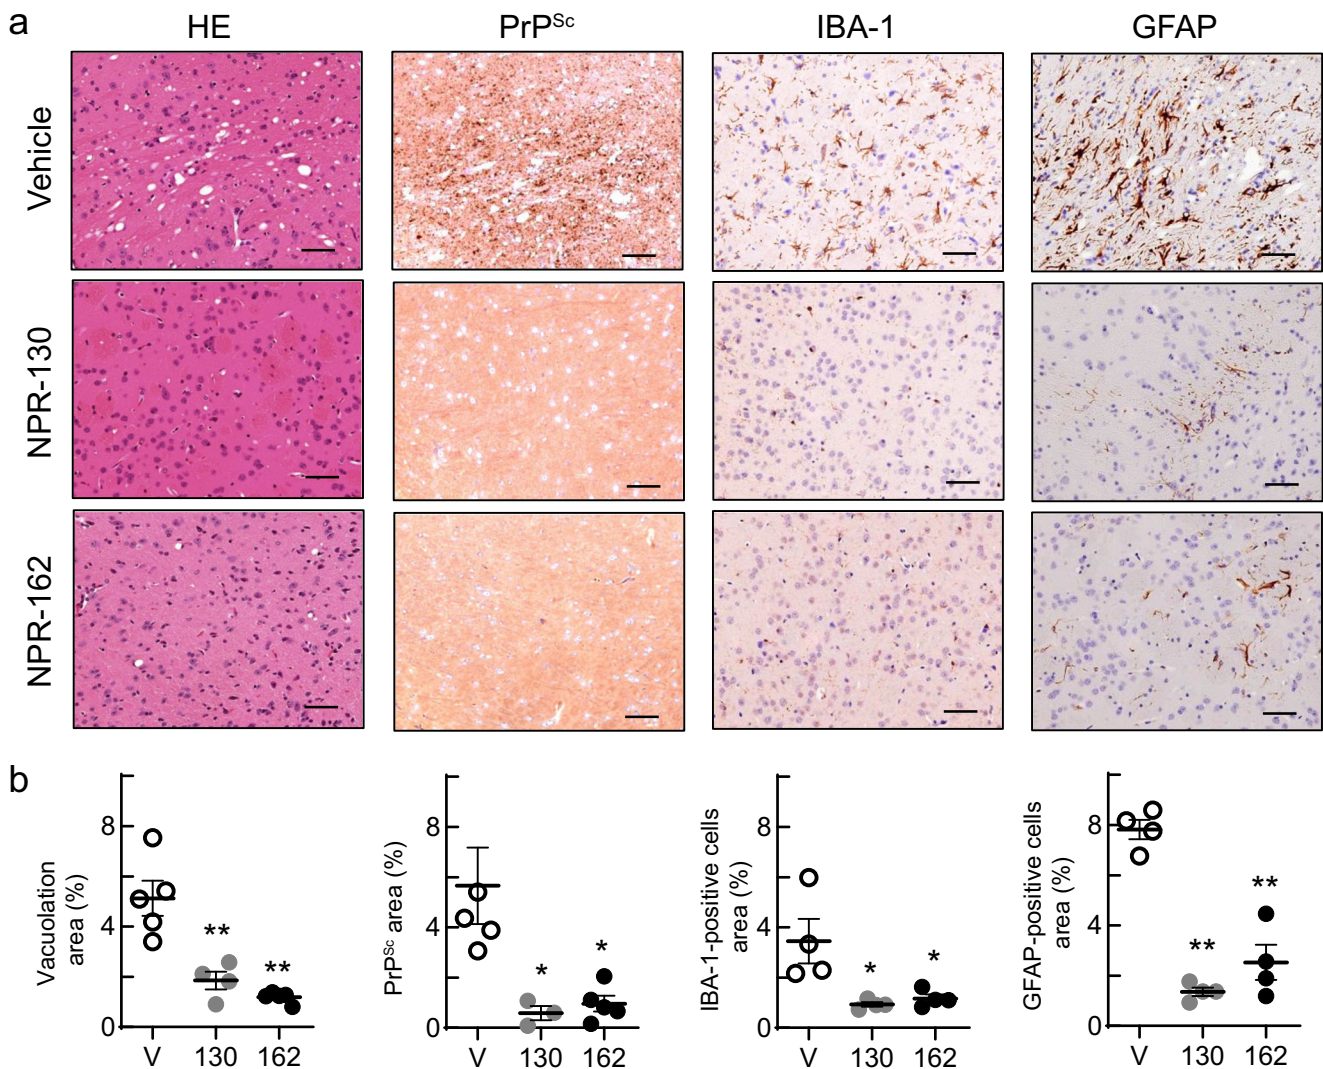 a
HE
PrPSc
IBA-1
GFAP
Vehicle
NPR-130
NPR-162
b
Vacuolation
area (%)
8
4
0
**
**
V
130
162
PrPSc area (%)
8
4
0
*
*
V
130
162
IBA-1-positive cells
area (%)
8
4
0
*
*
V
130
162
GFAP-positive cells
area (%)
8
4
0
**
**
V
130
162